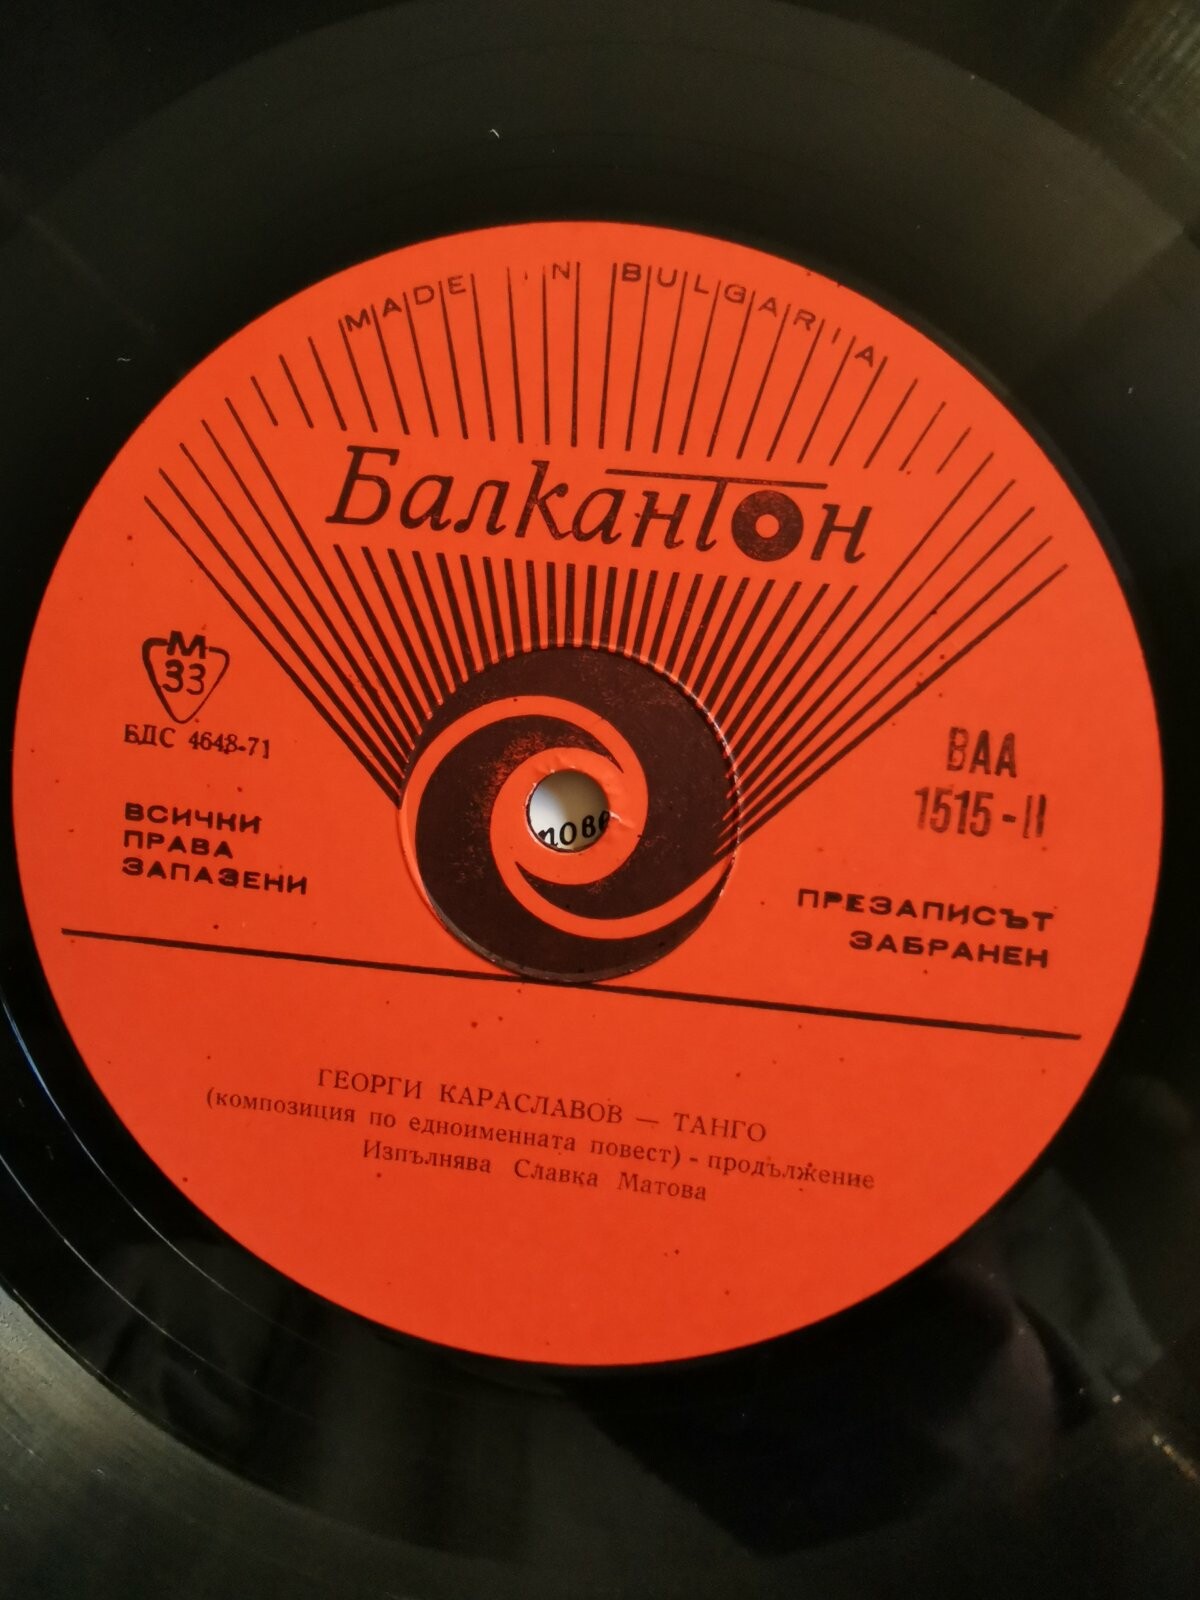 MADE IN BULGARIA
БалканТон
М
33
БДС 4648-71
ВСИЧКИ
ПРАВА
ЗАПАЗЕНИ
ВАА
1515-II
ПРЕЗАПИСЪТ
ЗАБРАНЕН
ГЕОРГИ КАРАСЛАВОВ — ТАНГО
(композиция по едноименната повест) - продължение
Изпълнява Славка Матова